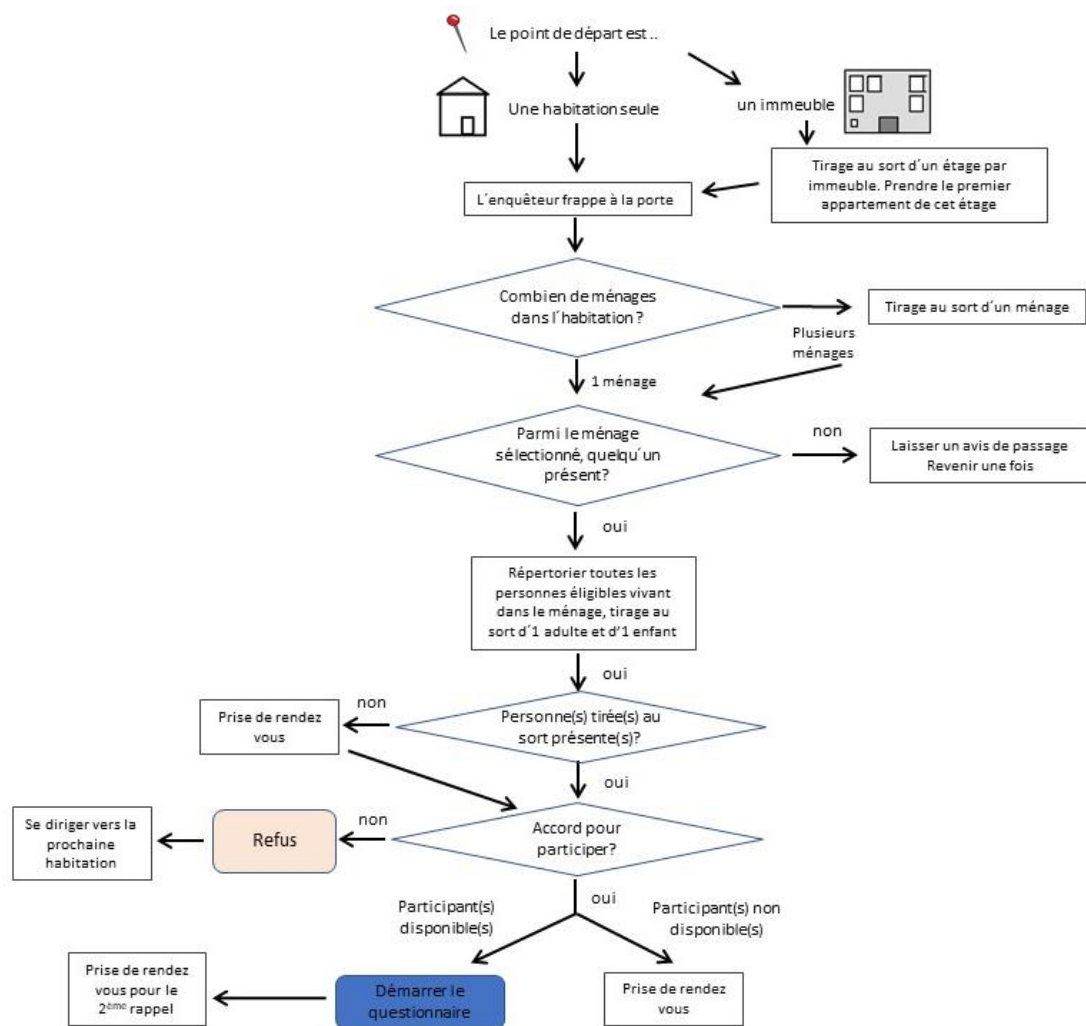 Le point de départ est ..
Une habitation seule
un immeuble
Tirage au sort d´un étage par
immeuble. Prendre le premier
appartement de cet étage
L´enquêteur frappe à la porte
Combien de ménages
dans l´habitation ?
Tirage au sort d´un ménage
Plusieurs
ménages
1 ménage
Parmi le ménage
sélectionné, quelqu´un
présent?
non
Laisser un avis de passage
Revenir une fois
oui
Répertorier toutes les
personnes éligibles vivant
dans le ménage, tirage au
sort d´1 adulte et d’1 enfant
oui
non
Prise de rendez
vous
Personne(s) tirée(s) au
sort présente(s)?
oui
Se diriger vers la
prochaine
habitation
Refus
non
Accord pour
participer?
oui
Participant(s)
disponible(s)
Participant(s) non
disponible(s)
Prise de rendez
vous pour le
2ème rappel
Démarrer le
questionnaire
Prise de rendez
vous